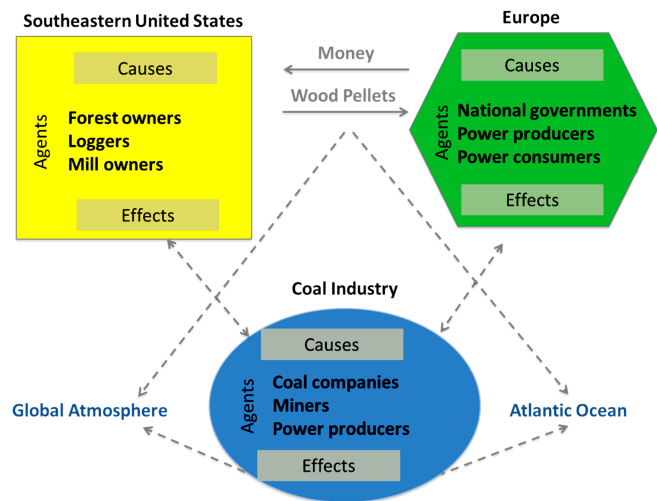 Southeastern United States
Causes
Agents
Forest owners
Loggers
Mill owners
Effects
Money
Wood Pellets
Europe
Causes
Agents
National governments
Power producers
Power consumers
Effects
Coal Industry
Causes
Agents
Coal companies
Miners
Power producers
Effects
Global Atmosphere
Atlantic Ocean